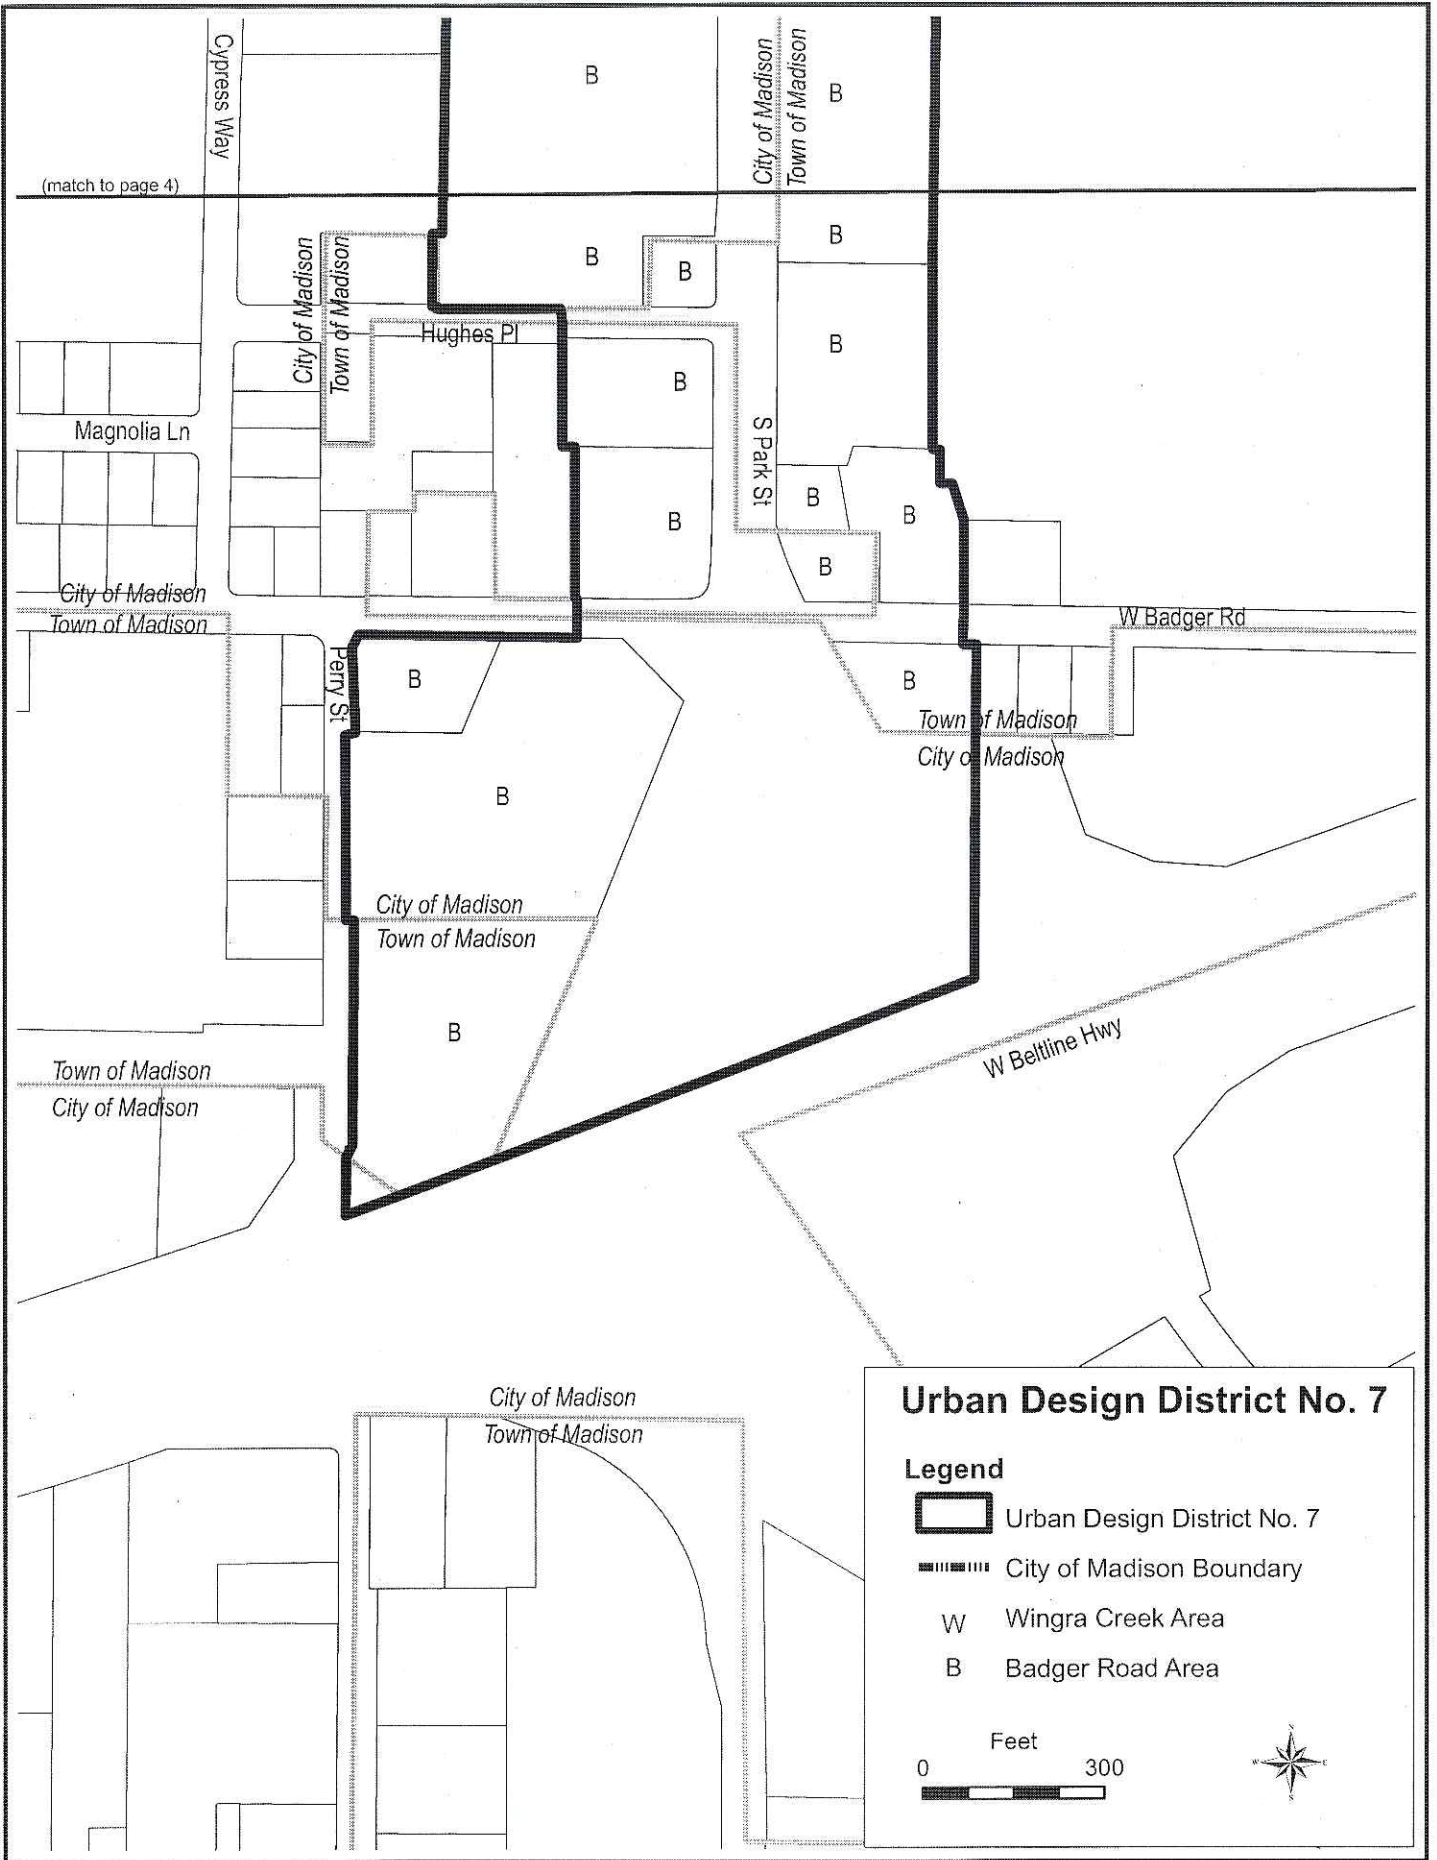 Cypress Way
B
City of Madison
Town of Madison
B
(match to page 4)
B
B
B
City of Madison
Town of Madison
Hughes Pl
B
B
Magnolia Ln
S Park St
B
B
B
B
City of Madison
Town of Madison
W Badger Rd
Perry St
B
B
Town of Madison
City of Madison
B
City of Madison
Town of Madison
B
W Beltline Hwy
Town of Madison
City of Madison
City of Madison
Town of Madison
Urban Design District No. 7
Legend
Urban Design District No. 7
City of Madison Boundary
W Wingra Creek Area
B Badger Road Area
Feet
0 300
N
W E
S